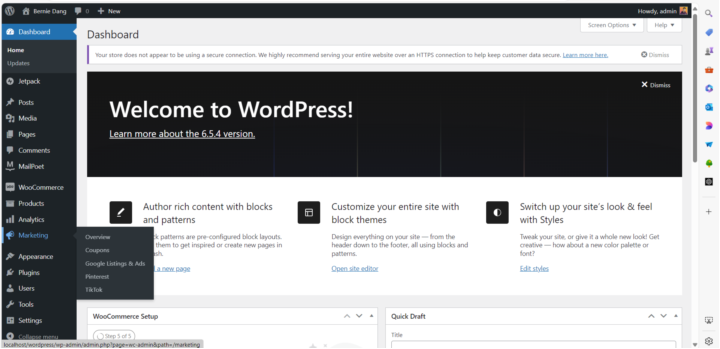 Bernie Dang 0 New Howdy, admin
Dashboard
Home
Updates
Jetpack
Posts
Media
Pages
Comments
MailPoet
WooCommerce
Products
Analytics
Marketing
Overview
Coupons
Google Listings & Ads
Pinterest
TikTok
Appearance
Plugins
Users
Tools
Settings
Collapse menu
Screen Options Help
Dashboard
Your store does not appear to be using a secure connection. We highly recommend serving your entire website over an HTTPS connection to help keep customer data secure. Learn more here. Dismiss
Dismiss
Welcome to WordPress!
Learn more about the 6.5.4 version.
Author rich content with blocks
and patterns
patterns are pre-configured block layouts.
them to get inspired or create new pages in
a new page
Customize your entire site with
block themes
Design everything on your site — from the
header down to the footer, all using blocks and
patterns.
Open site editor
Switch up your site's look & feel
with Styles
Tweak your site, or give it a whole new look! Get
creative — how about a new color palette or
font?
Edit styles
WooCommerce Setup
Step 5 of 5
Quick Draft
Title
localhost/wordpress/wp-admin/admin.php?page=wc-admin&path=/marketing